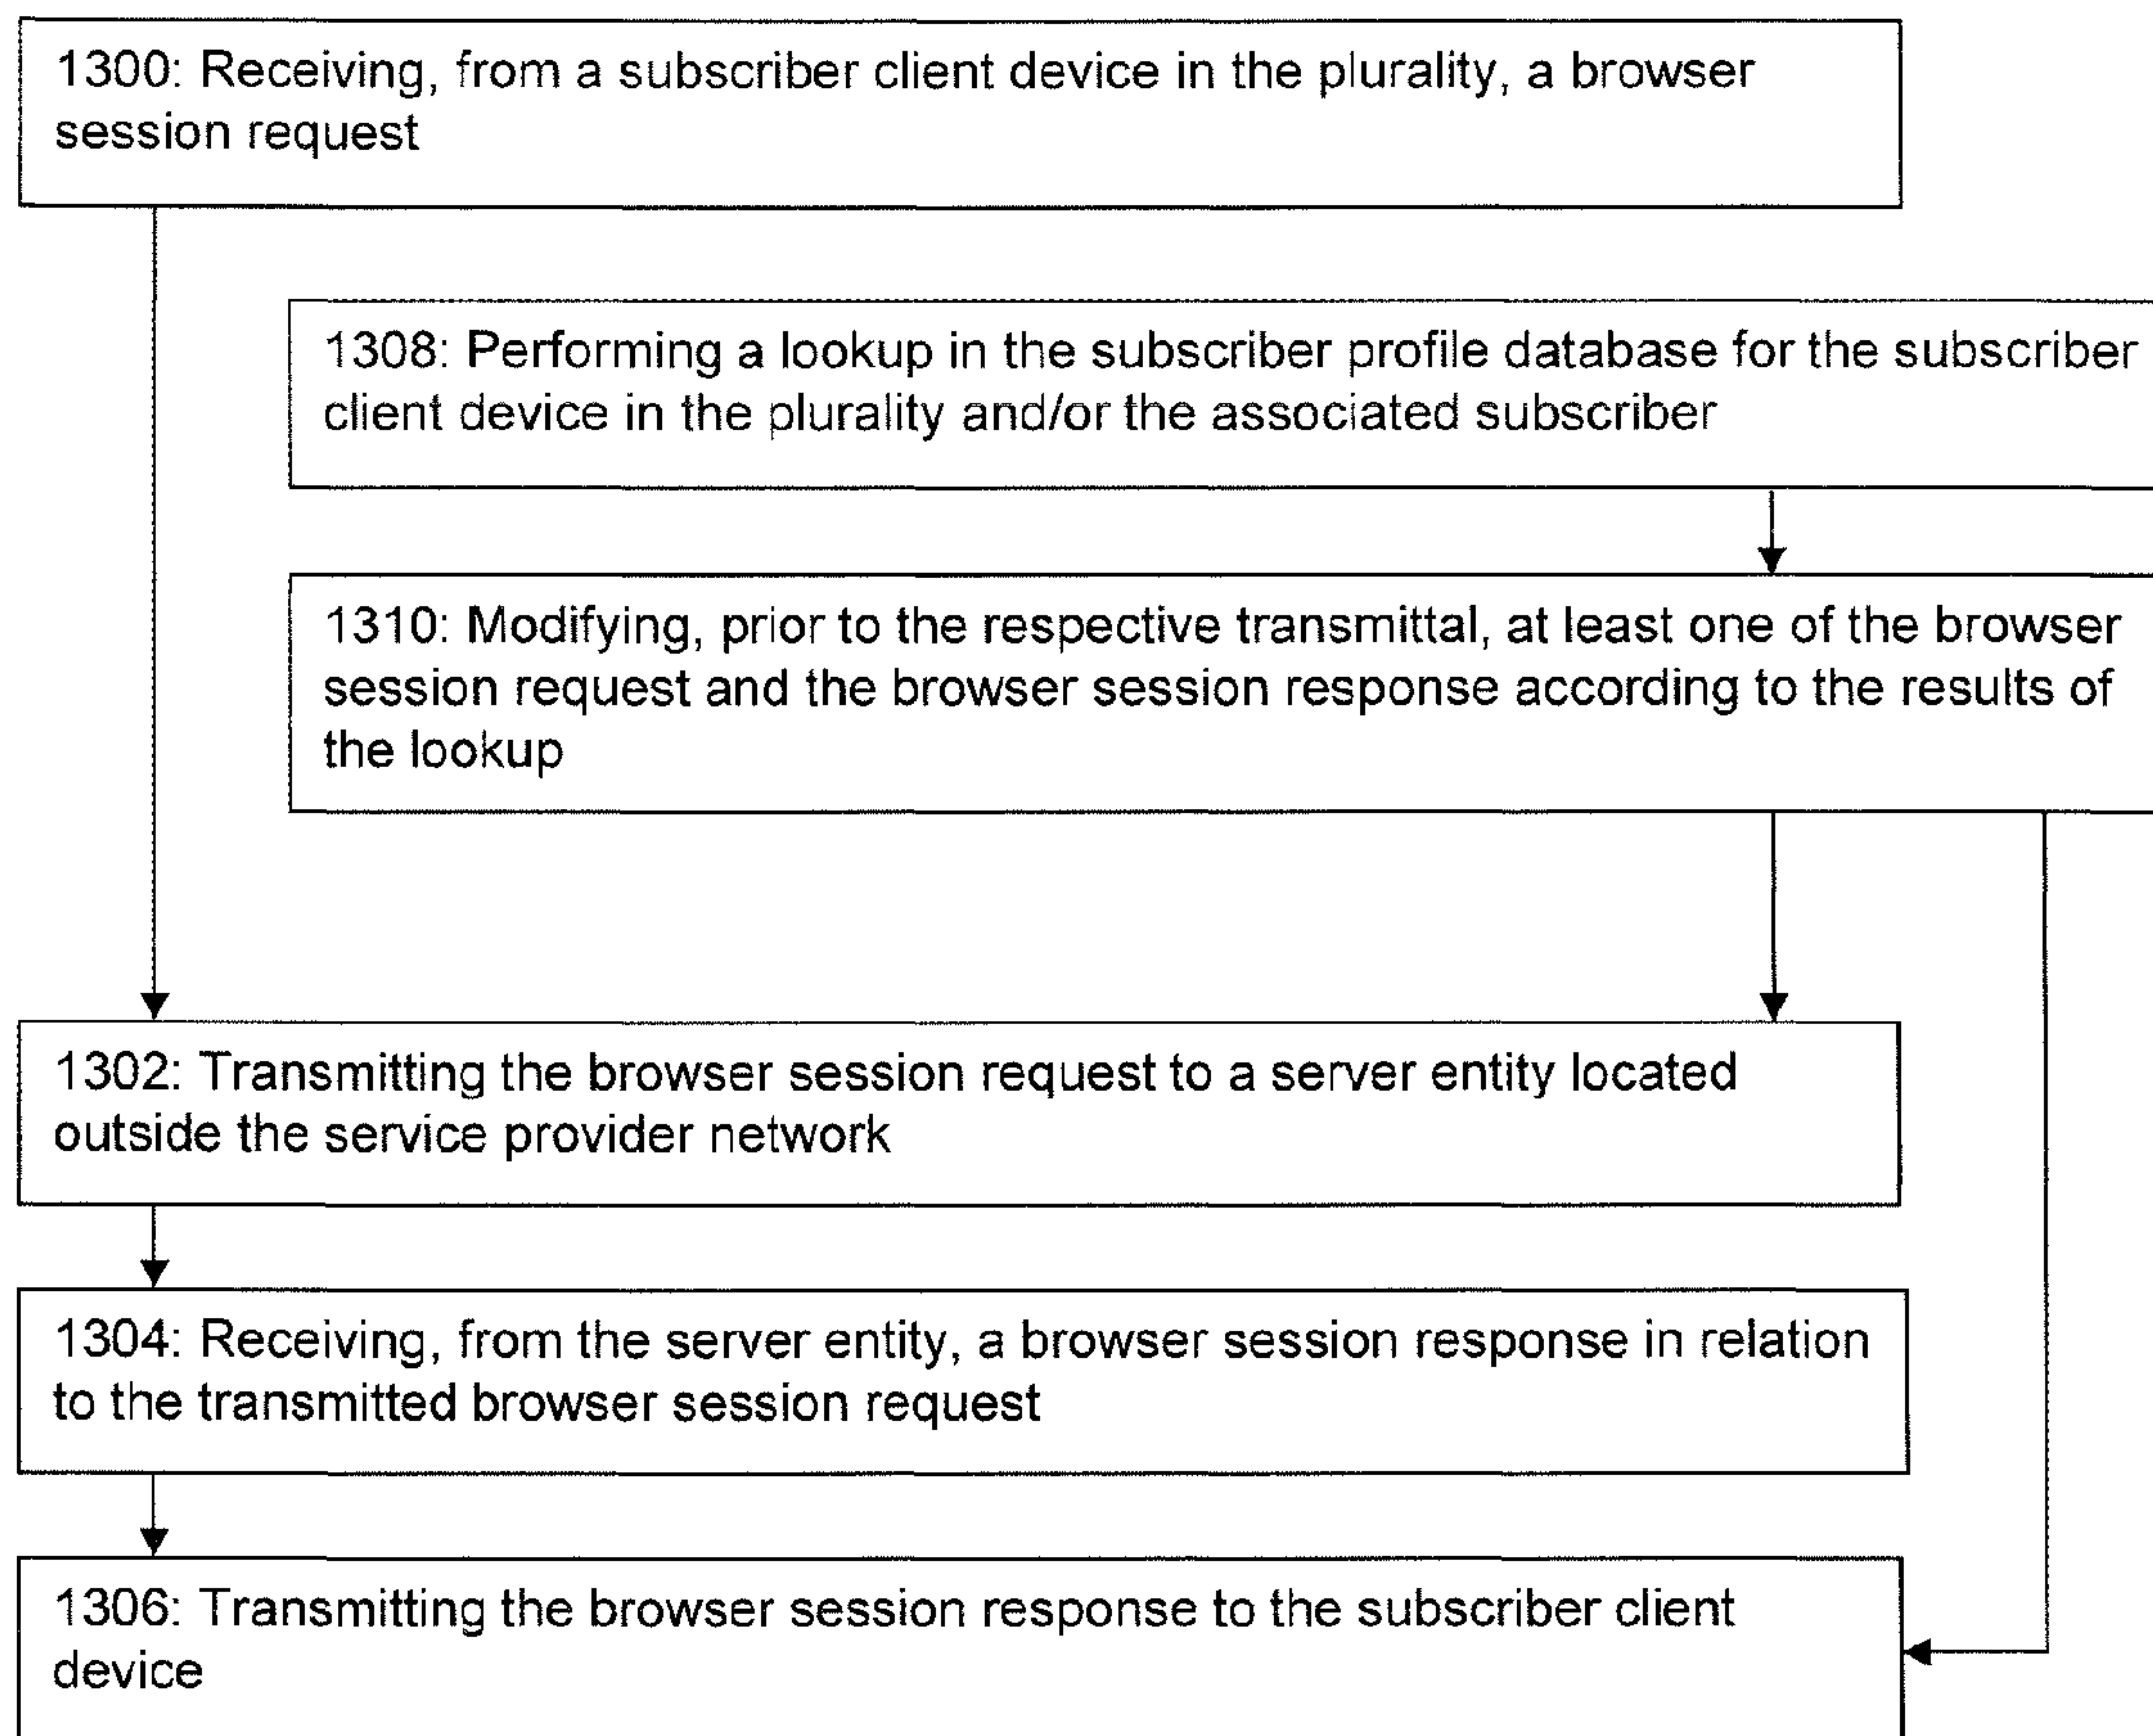 1300: Receiving, from a subscriber client device in the plurality, a browser
session request
1308: Performing a lookup in the subscriber profile database for the subscriber
client device in the plurality and/or the associated subscriber
1310: Modifying, prior to the respective transmittal, at least one of the browser
session request and the browser session response according to the results of
the lookup
1302: Transmitting the browser session request to a server entity located
outside the service provider network
1304: Receiving, from the server entity, a browser session response in relation
to the transmitted browser session request
1306: Transmitting the browser session response to the subscriber client
device